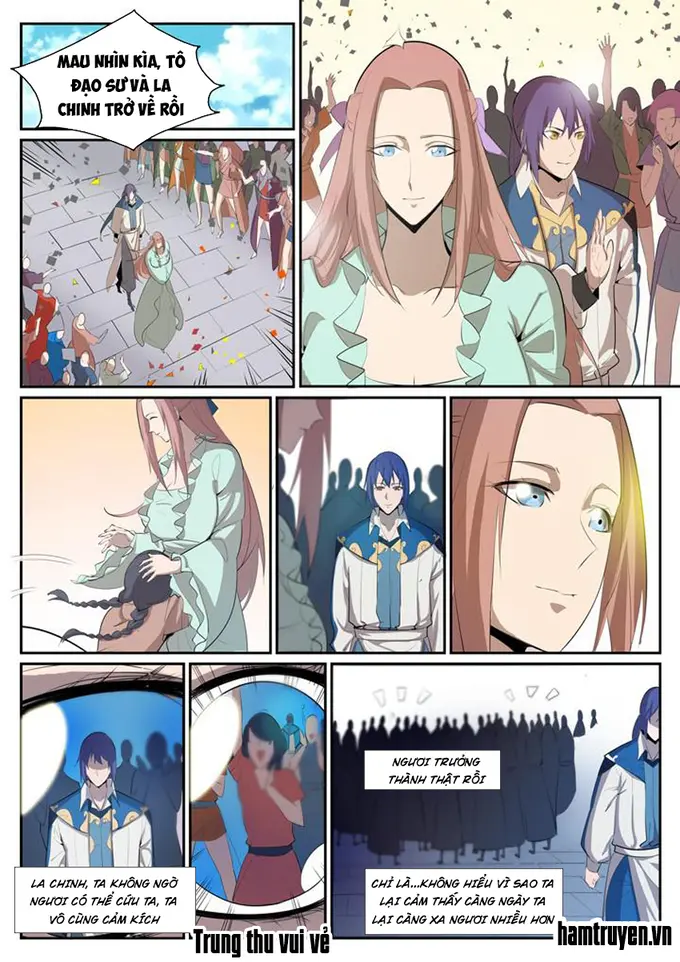 MAU NHÌN KÌA, TÔ
ĐẠO SƯ VÀ LA
CHINH TRỞ VỀ RỒI
NGƯƠI TRƯỞNG
THÀNH THẬT RỒI
LA CHINH, TA KHÔNG NGỜ
NGƯƠI CÓ THỂ CỨU TA, TA
VÔ CÙNG CẢM KÍCH
CHỈ LÀ...KHÔNG HIỂU VÌ SAO TA
LẠI CẢM THẤY CÀNG NGÀY TA
LẠI CÀNG XA NGƯƠI NHIỀU HƠN
Trung thu vui vẻ
hamtruyen.vn